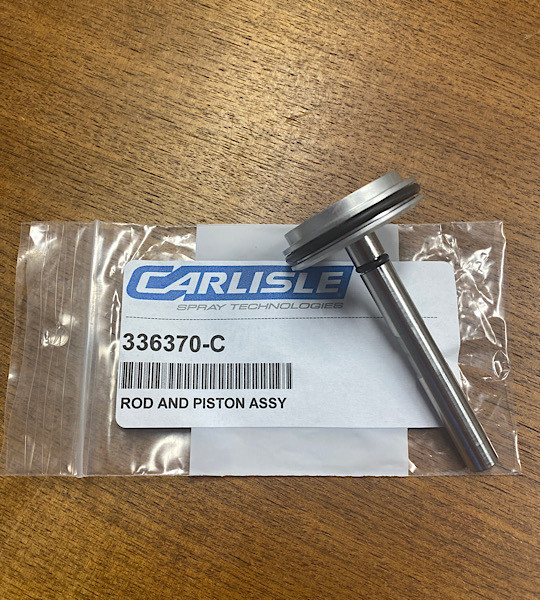 CARLISLE
SPRAY TECHNOLOGIES
336370-C
ROD AND PISTON ASSY